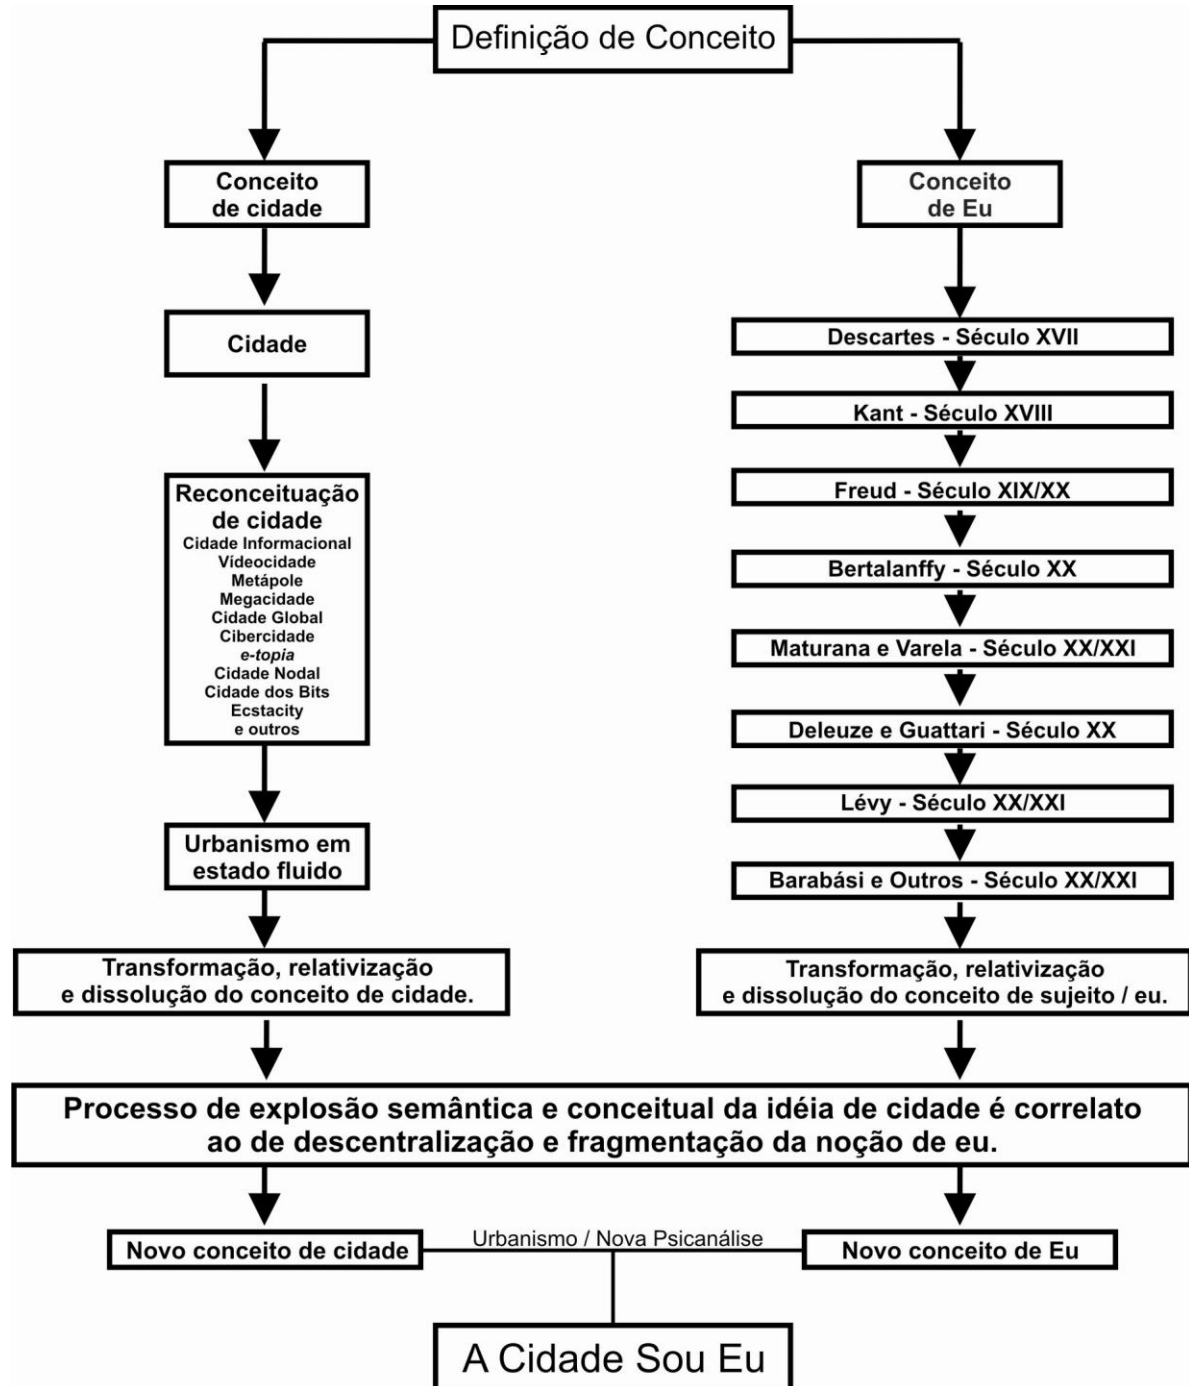 Definição de Conceito
Conceito
de cidade
Cidade
Reconceituação
de cidade
Cidade Informacional
Vídeocidade
Metápole
Megacidade
Cidade Global
Cibercidade
e-topia
Cidade Nodal
Cidade dos Bits
Ecstacity
e outros
Urbanismo em
estado fluido
Transformação, relativização
e dissolução do conceito de cidade.
Conceito
de Eu
Descartes - Século XVII
Kant - Século XVIII
Freud - Século XIX/XX
Bertalanffy - Século XX
Maturana e Varela - Século XX/XXI
Deleuze e Guattari - Século XX
Lévy - Século XX/XXI
Barabási e Outros - Século XX/XXI
Transformação, relativização
e dissolução do conceito de sujeito / eu.
Processo de explosão semântica e conceitual da idéia de cidade é correlato
ao de descentralização e fragmentação da noção de eu.
Novo conceito de cidade
Urbanismo / Nova Psicanálise
Novo conceito de Eu
A Cidade Sou Eu